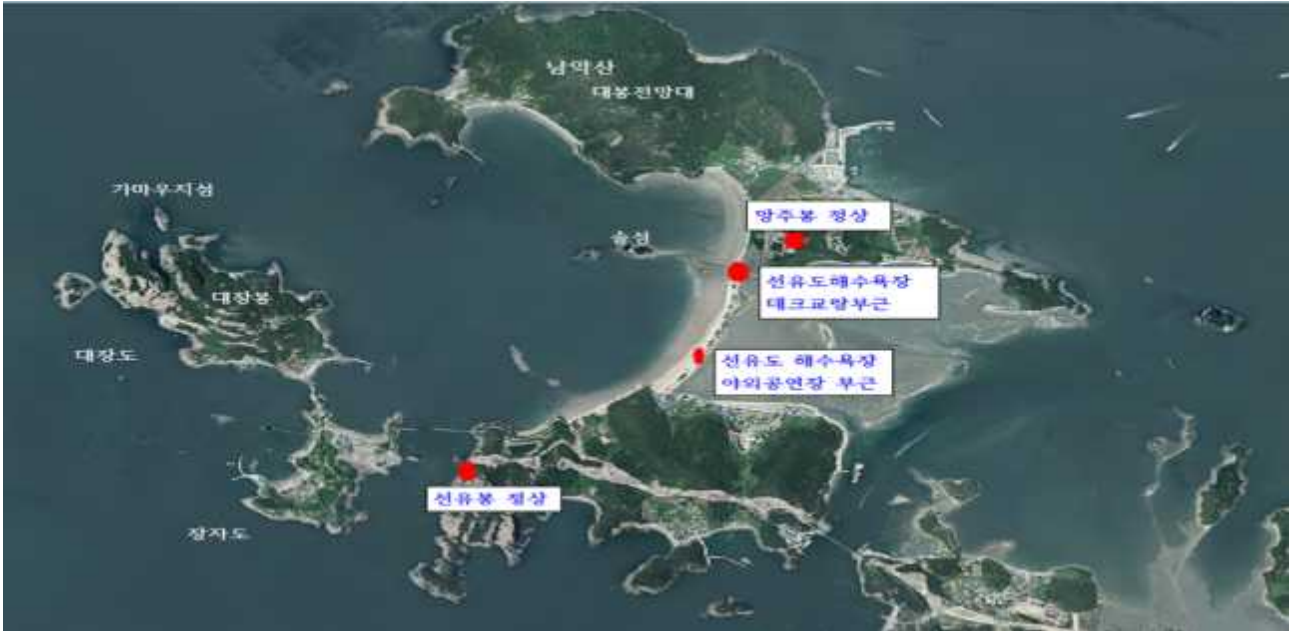 남악산
대봉전망대
가마우지섬
망주봉 정상
솔섬
선유도해수욕장
데크교량부근
대장봉
대장도
선유도 해수욕장
야외공연장 부근
선유봉 정상
장자도